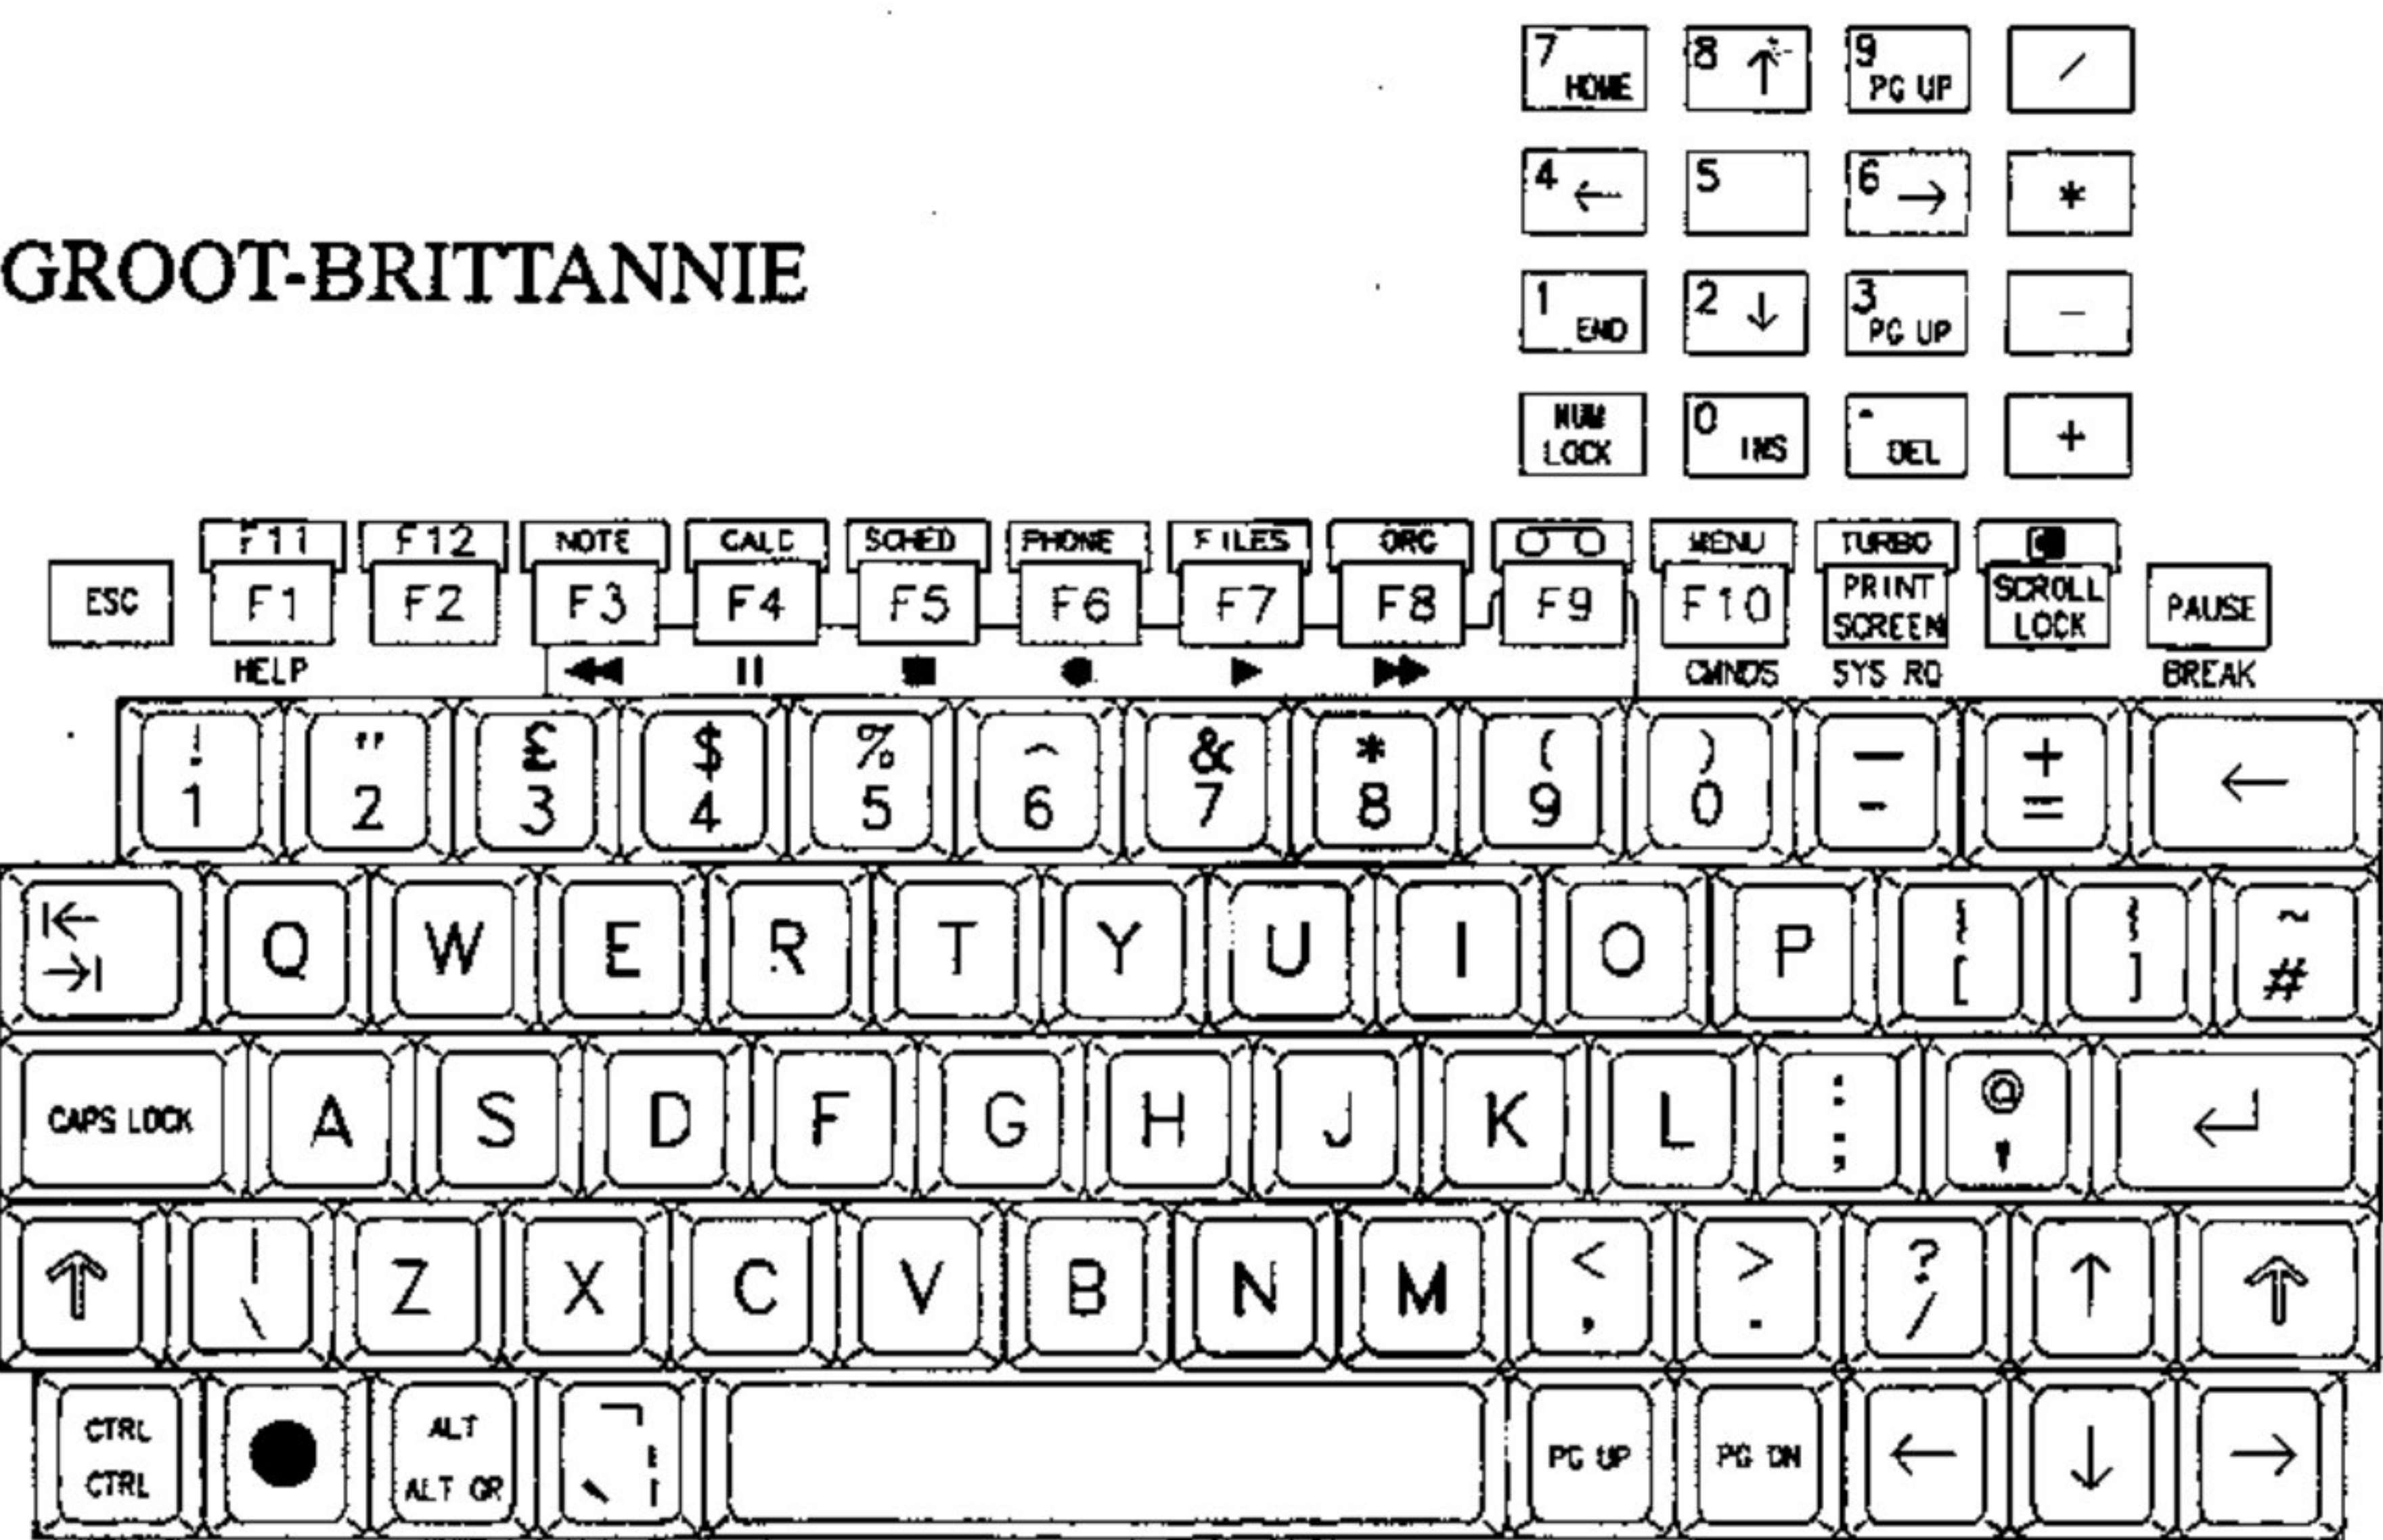 7 HOME 8 ↑ 9 PG UP /
4 ← 5 6 → *
GROOT-BRITTANNIE
1 END 2 ↓ 3 PG UP -
NUM LOCK 0 INS . DEL +
F11 F12 NOTE CALC SCHED PHONE FILES ORG MENU TURBO
ESC F1 F2 F3 F4 F5 F6 F7 F8 F9 F10 PRINT SCREEN SCROLL LOCK PAUSE
HELP CMNDS SYS RQ BREAK
! " £ $ % ^ & * ( ) — + ←
1 2 3 4 5 6 7 8 9 0 - =
Q W E R T Y U I O P { [ } ] ~ #
CAPS LOCK A S D F G H J K L : ; @ '
| \ Z X C V B N M < , > . ? / ↑
CTRL ALT
CTRL ALT GR PG UP PG DN ← ↓ →